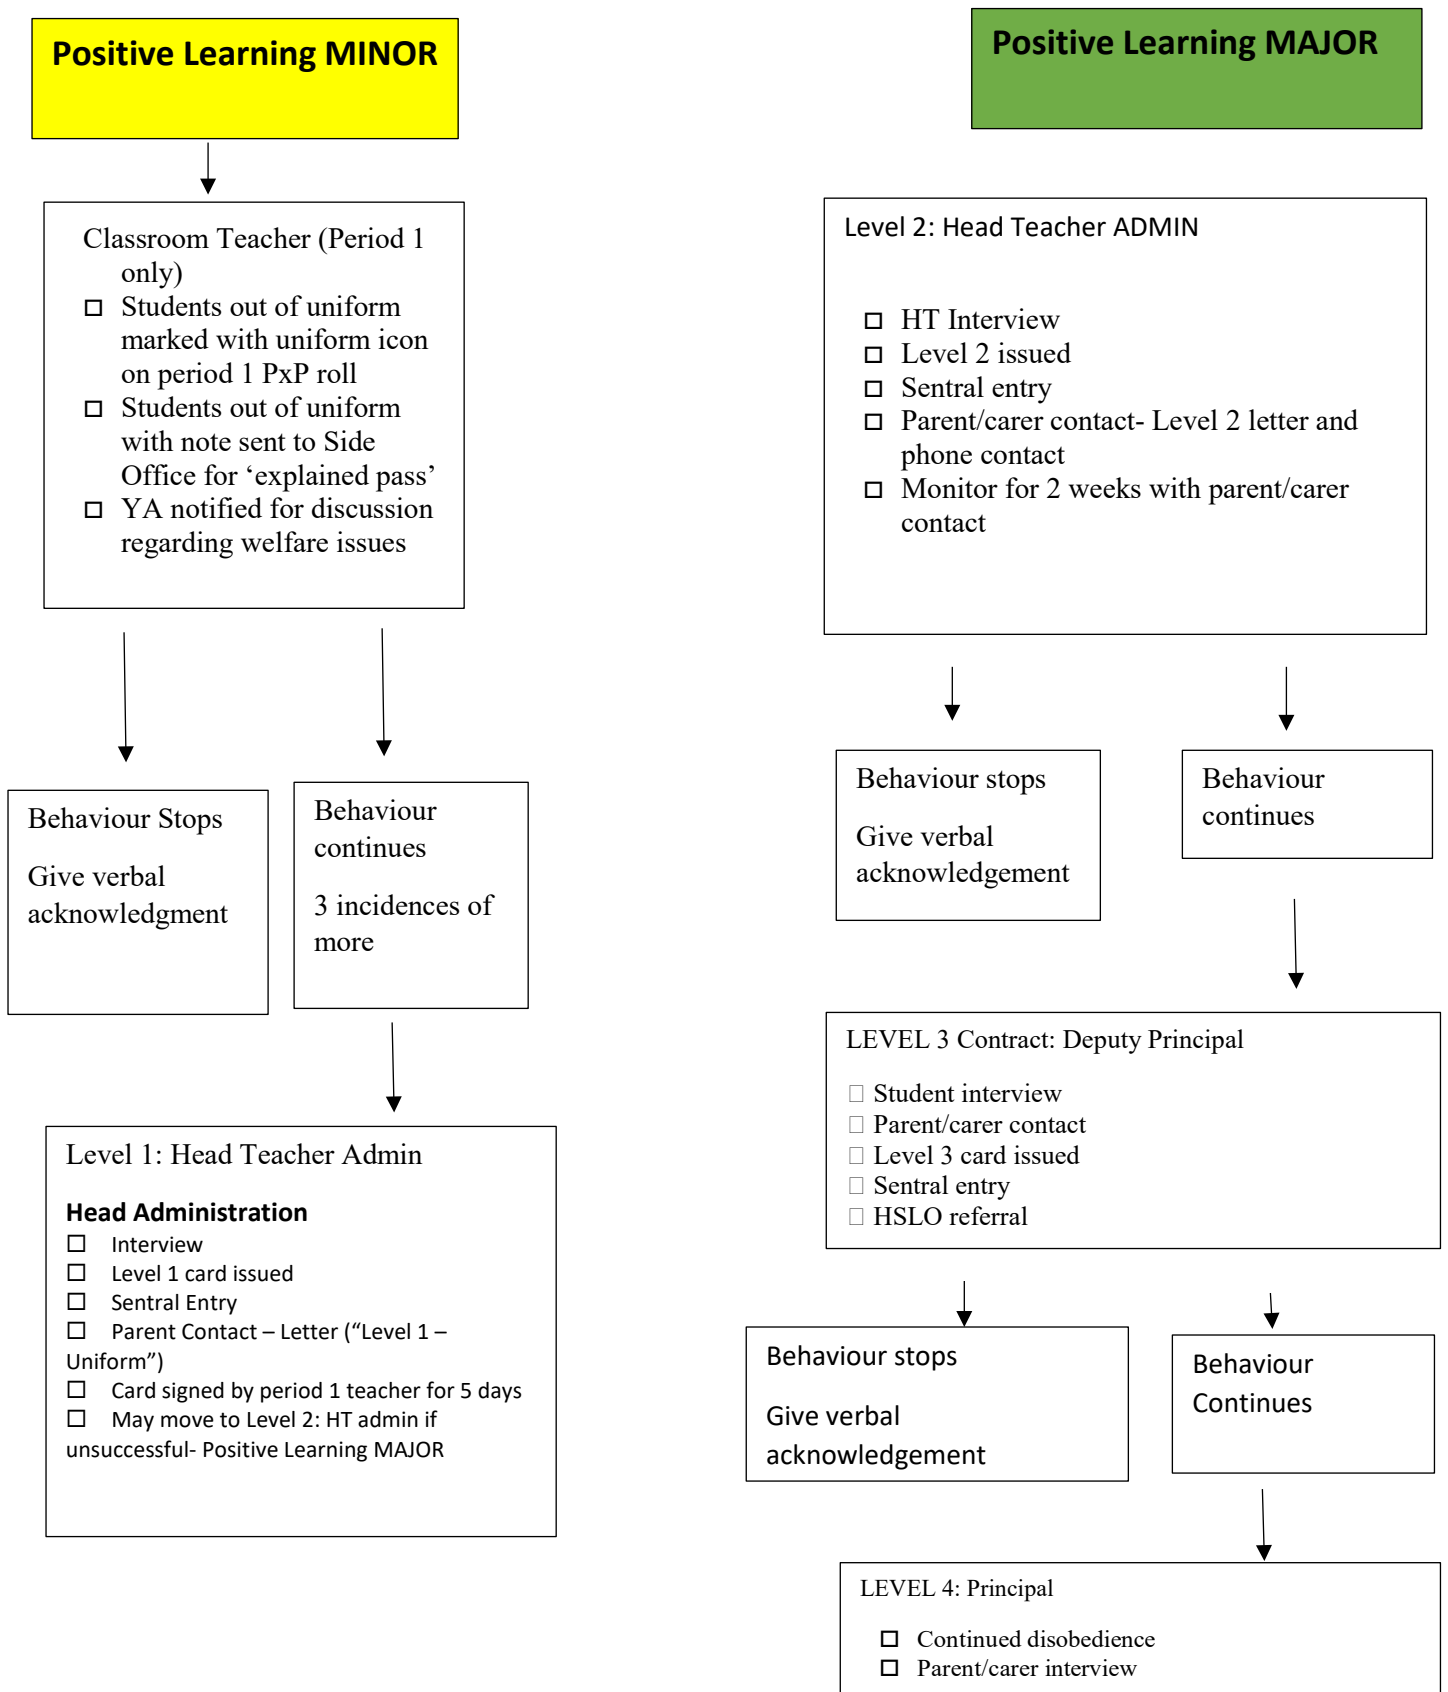 Positive Learning MINOR
Classroom Teacher (Period 1
only)
☐ Students out of uniform
marked with uniform icon
on period 1 PxP roll
☐ Students out of uniform
with note sent to Side
Office for ‘explained pass’
☐ YA notified for discussion
regarding welfare issues
Behaviour Stops
Give verbal
acknowledgment
Behaviour
continues
3 incidences of
more
Level 1: Head Teacher Admin
Head Administration
☐ Interview
☐ Level 1 card issued
☐ Sentral Entry
☐ Parent Contact – Letter (“Level 1 –
Uniform”)
☐ Card signed by period 1 teacher for 5 days
☐ May move to Level 2: HT admin if
unsuccessful- Positive Learning MAJOR
Positive Learning MAJOR
Level 2: Head Teacher ADMIN
☐ HT Interview
☐ Level 2 issued
☐ Sentral entry
☐ Parent/carer contact- Level 2 letter and
phone contact
☐ Monitor for 2 weeks with parent/carer
contact
Behaviour stops
Give verbal
acknowledgement
Behaviour
continues
LEVEL 3 Contract: Deputy Principal
☐ Student interview
☐ Parent/carer contact
☐ Level 3 card issued
☐ Sentral entry
☐ HSLO referral
Behaviour stops
Give verbal
acknowledgement
Behaviour
Continues
LEVEL 4: Principal
☐ Continued disobedience
☐ Parent/carer interview